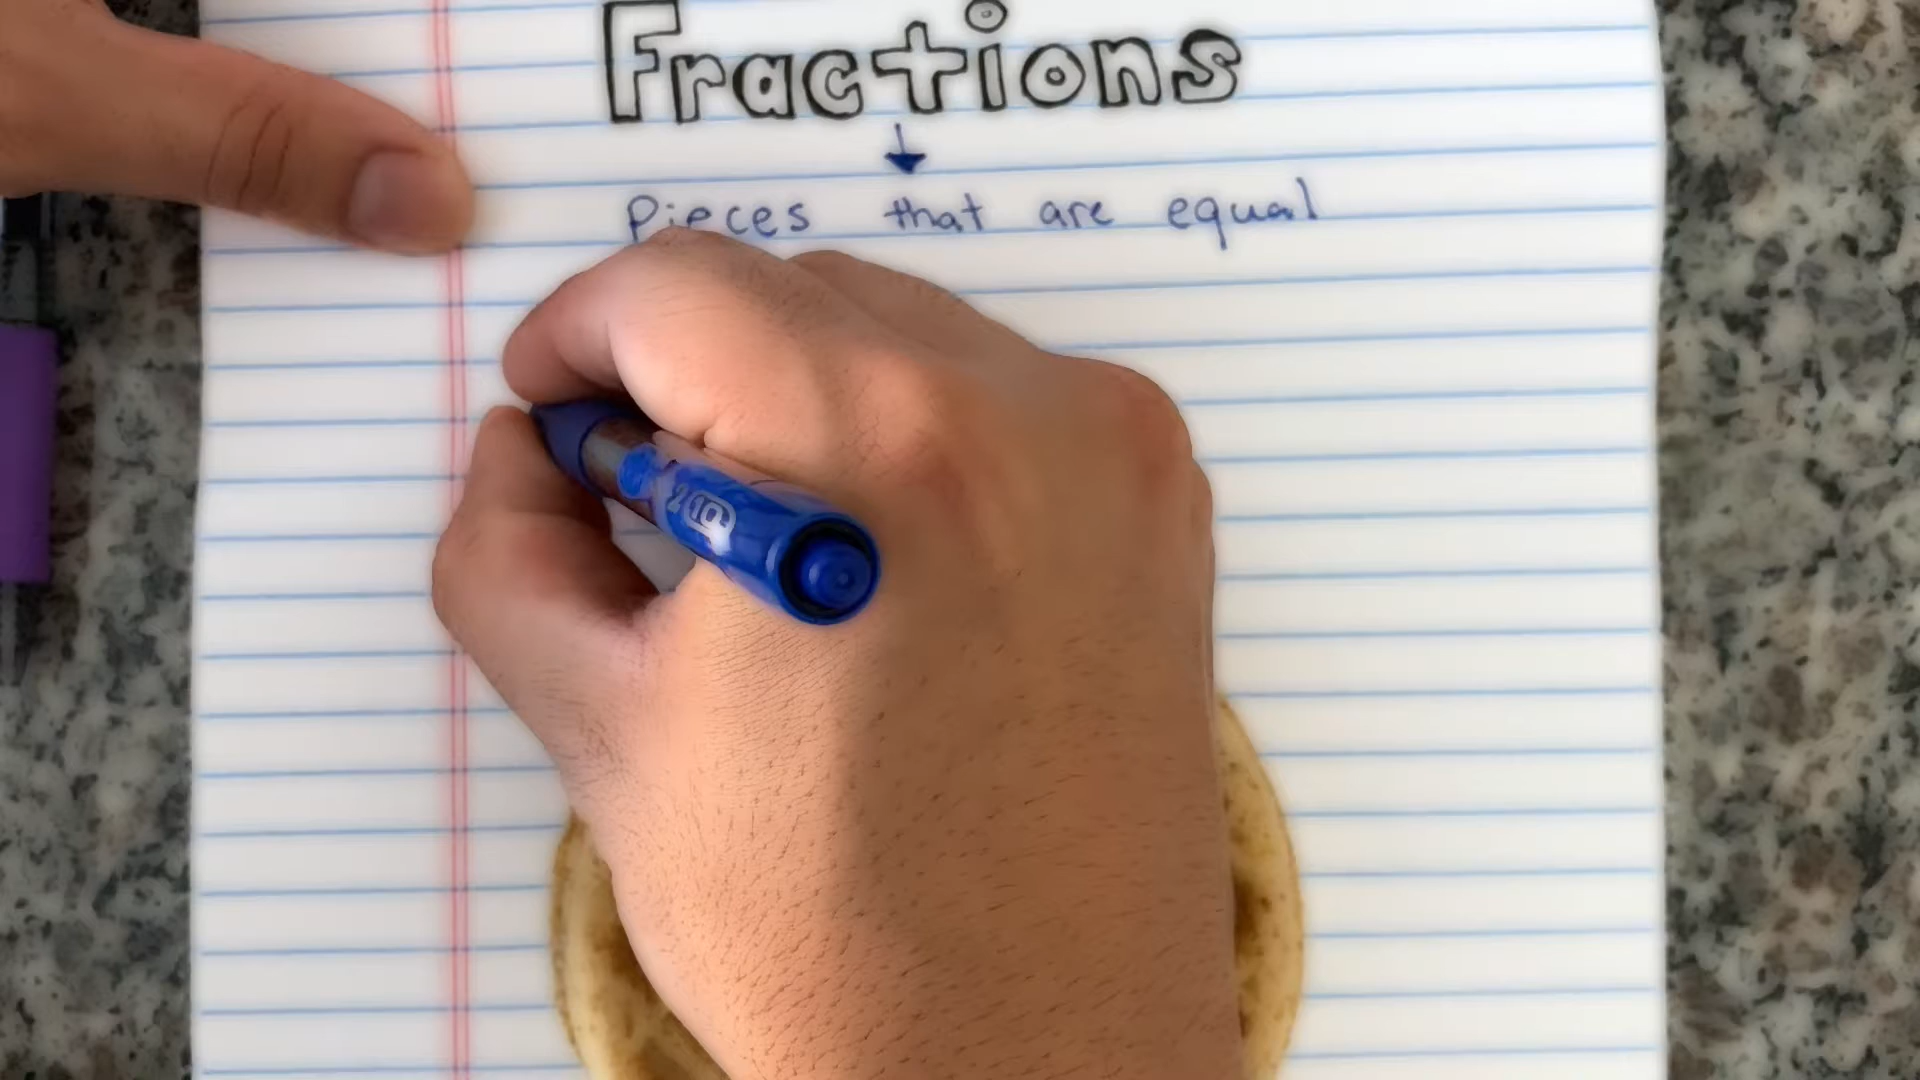 Fractions
Pieces that are equal